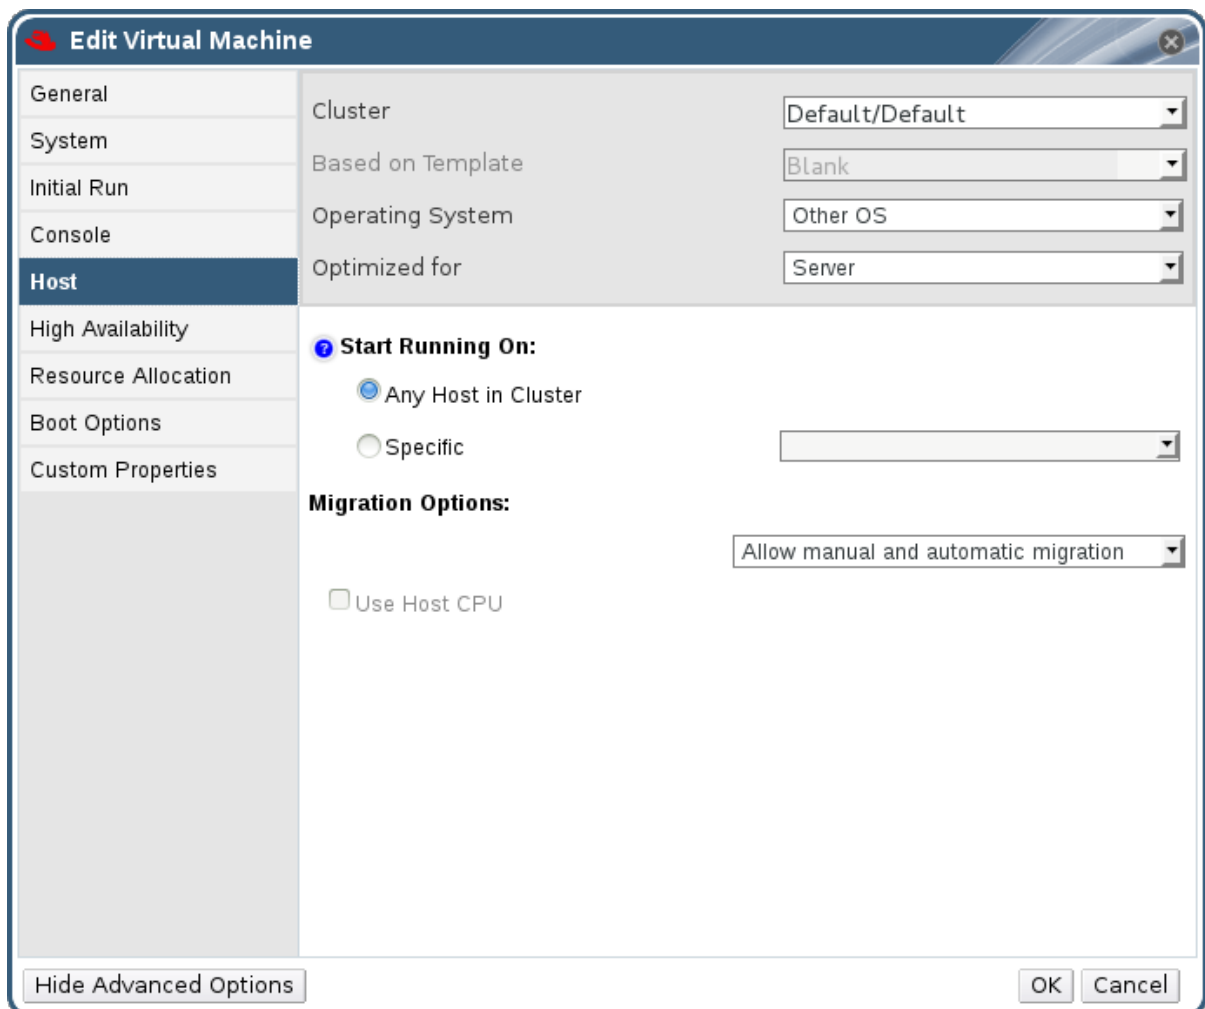 Edit Virtual Machine
General
System
Initial Run
Console
Host
High Availability
Resource Allocation
Boot Options
Custom Properties
Cluster Default/Default
Based on Template Blank
Operating System Other OS
Optimized for Server
? Start Running On:
Any Host in Cluster
Specific
Migration Options:
Allow manual and automatic migration
Use Host CPU
Hide Advanced Options OK Cancel